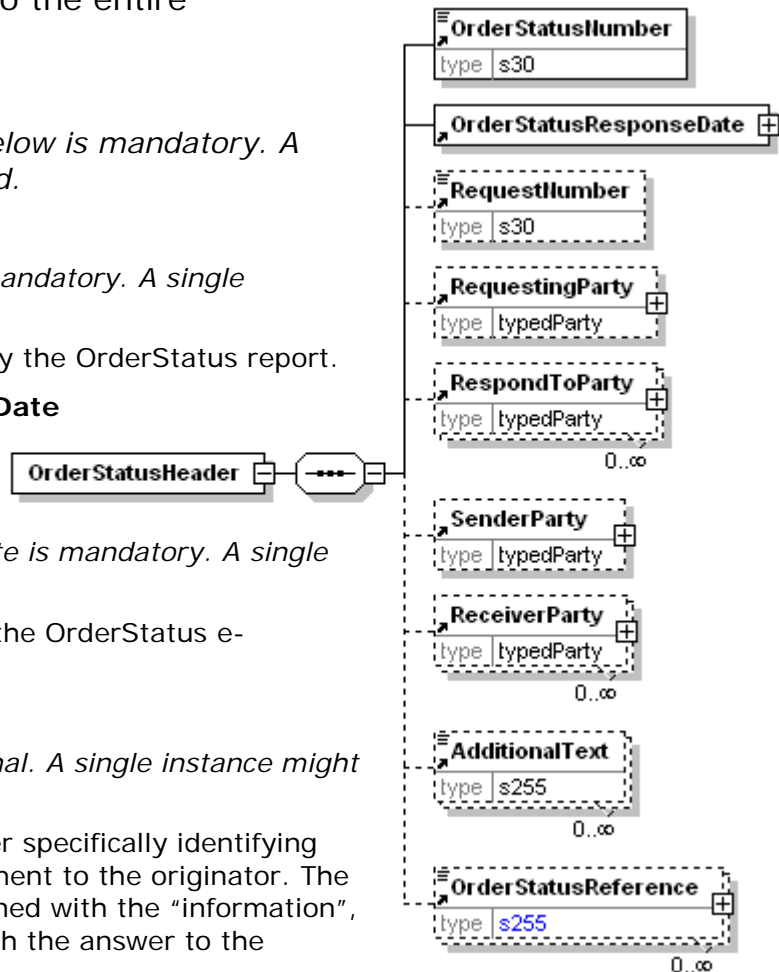 o the entire
elow is mandatory. A
d.
andatory. A single
y the OrderStatus report.
Date
te is mandatory. A single
the OrderStatus e-
nal. A single instance might
er specifically identifying
nent to the originator. The
ned with the “information”,
h the answer to the
OrderStatusHeader
OrderStatusNumber
type s30
OrderStatusResponseDate
RequestNumber
type s30
RequestingParty
type typedParty
RespondToParty
type typedParty
0..∞
SenderParty
type typedParty
ReceiverParty
type typedParty
0..∞
AdditionalText
type s255
0..∞
OrderStatusReference
type s255
0..∞